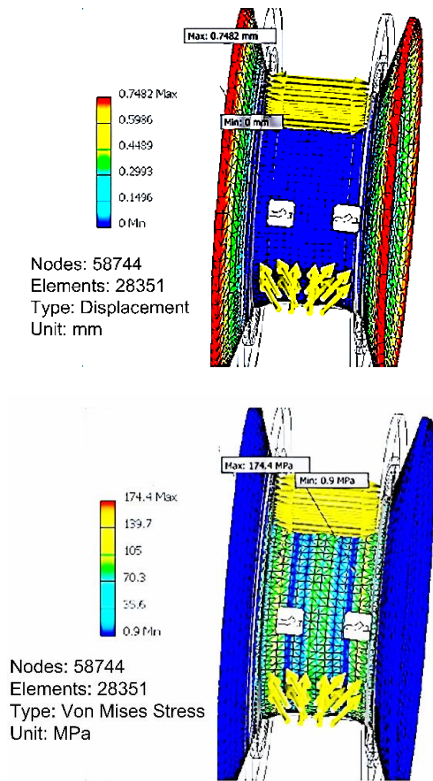 Max: 0.7482 mm
Min: 0 mm
0.7482 Max
0.5986
0.4489
0.2993
0.1496
0 Mn
Nodes: 58744
Elements: 28351
Type: Displacement
Unit: mm
Max: 174.4 MPa
Min: 0.9 MPa
174.4 Max
139.7
105
70.3
35.6
0.9 Mn
Nodes: 58744
Elements: 28351
Type: Von Mises Stress
Unit: MPa